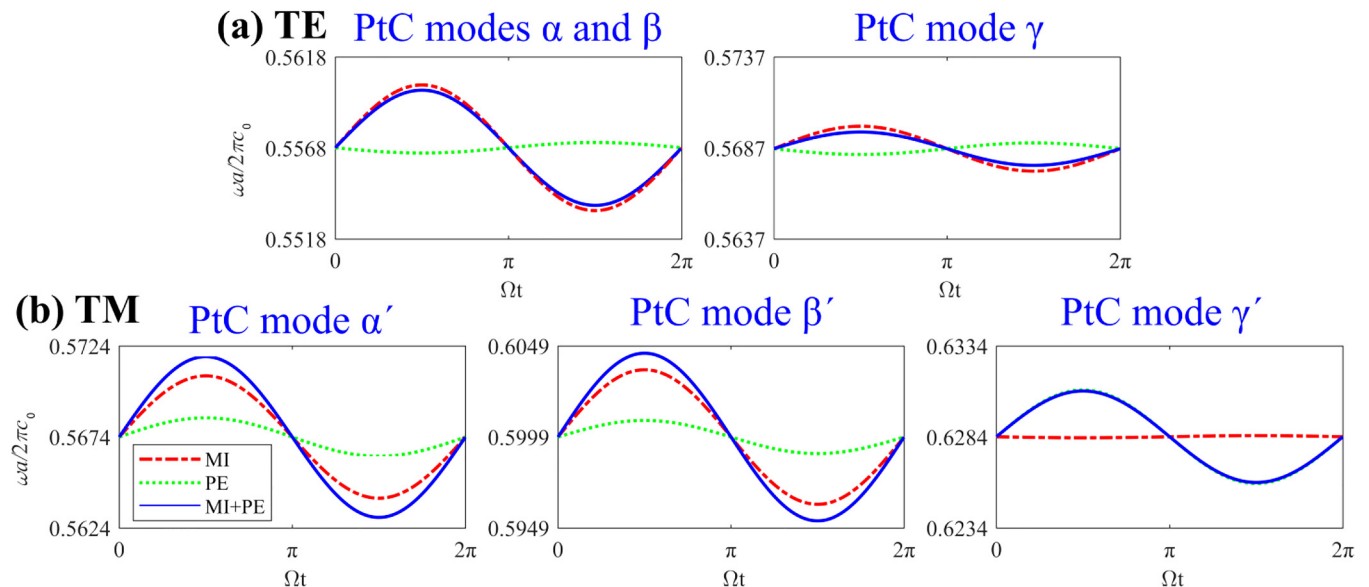 (a) TE
PtC modes α and β
PtC mode γ
0.5618
0.5568
0.5518
ωa/2πc₀
0
π
2π
Ωt
0.5737
0.5687
0.5637
0
π
2π
Ωt
(b) TM
PtC mode α´
PtC mode β´
PtC mode γ´
0.5724
0.5674
0.5624
ωa/2πc₀
MI
PE
MI+PE
0
π
2π
Ωt
0.6049
0.5999
0.5949
0
π
2π
Ωt
0.6334
0.6284
0.6234
0
π
2π
Ωt